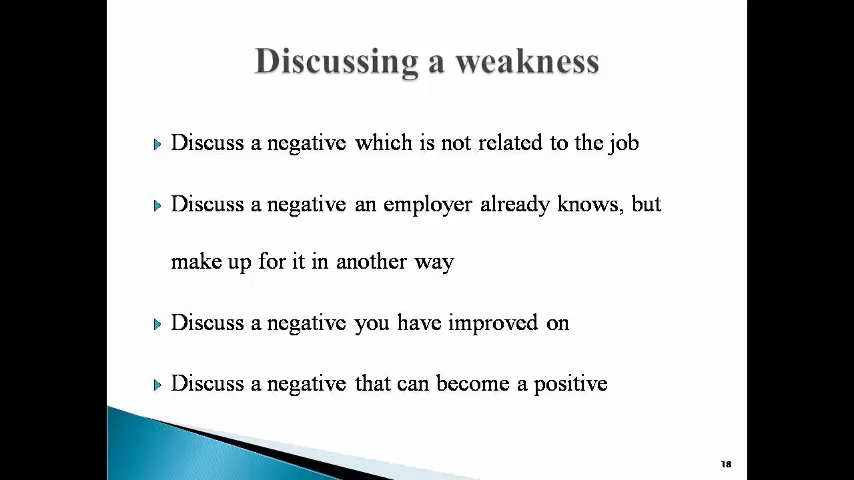 Discussing a weakness
Discuss a negative which is not related to the job
Discuss a negative an employer already knows, but
make up for it in another way
Discuss a negative you have improved on
Discuss a negative that can become a positive
18